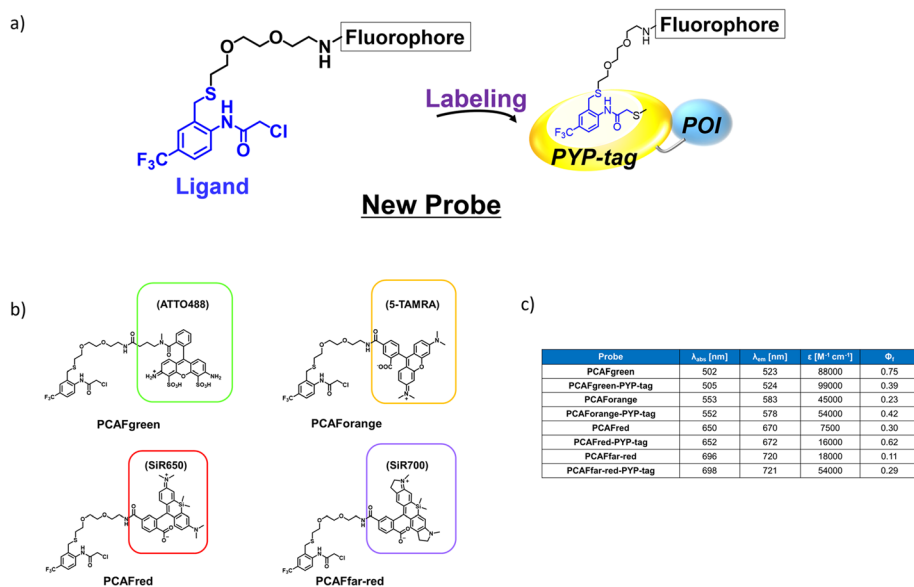 a)
Fluorophore
Fluorophore
Labeling
Ligand
PYP-tag
POI
New Probe
b)
c)
(ATTO488)
(5-TAMRA)
PCAFgreen
PCAForange
(SiR650)
(SiR700)
PCAFred
PCAFfar-red
Probe λabs [nm] λem [nm] ε [M⁻¹ cm⁻¹] Φf
PCAFgreen 502 523 88000 0.75
PCAFgreen-PYP-tag 505 524 99000 0.39
PCAForange 553 583 45000 0.23
PCAForange-PYP-tag 552 578 54000 0.42
PCAFred 650 670 7500 0.30
PCAFred-PYP-tag 652 672 16000 0.62
PCAFfar-red 696 720 18000 0.11
PCAFfar-red-PYP-tag 698 721 54000 0.29